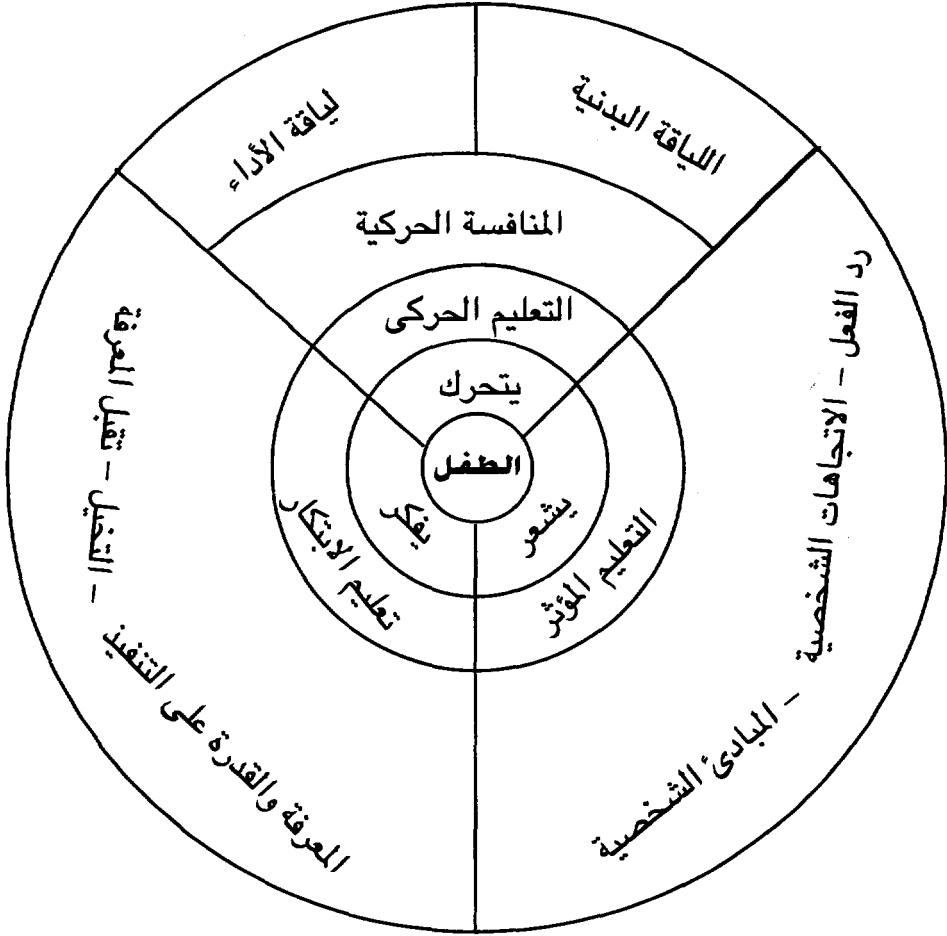 اللياقة البدنية
لياقة الأداء
المنافسة الحركية
التعليم الحركى
يتحرك
الطفل
يشعر
يفكر
التعليم المؤثر
تعليم الابتكار
رد الفعل – الاتجاهات الشخصية
– المبادئ الشخصية
تقبل المعرفة – التخيل –
المعرفة والقدرة على التنفيذ